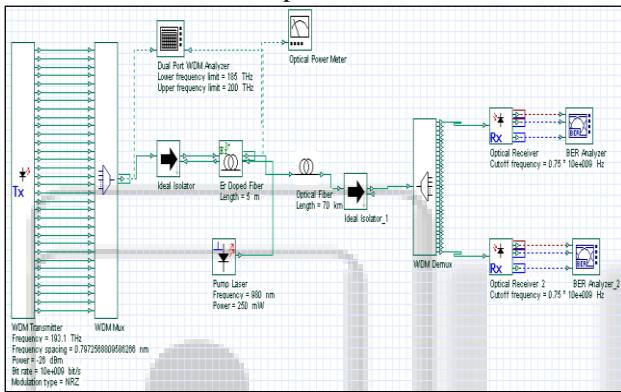 Dual Port WDM Analyzer
Lower frequency limit = 185 THz
Upper frequency limit = 200 THz
Optical Power Meter
Tx
Ideal Isolator
Er Doped Fiber
Length = 5 m
Optical Fiber
Length = 70 km
Ideal Isolator_1
Pump Laser
Frequency = 980 nm
Power = 250 mW
WDM Demux
Rx
Optical Receiver
Cutoff frequency = 0.75 * 10e+009 Hz
BER Analyzer
Rx
Optical Receiver 2
Cutoff frequency = 0.75 * 10e+009 Hz
BER Analyzer_2
WDM Transmitter
WDM Mux
Frequency = 193.1 THz
Frequency spacing = 0.7972568809586266 nm
Power = -26 dBm
Bit rate = 10e+009 bit/s
Modulation type = NRZ